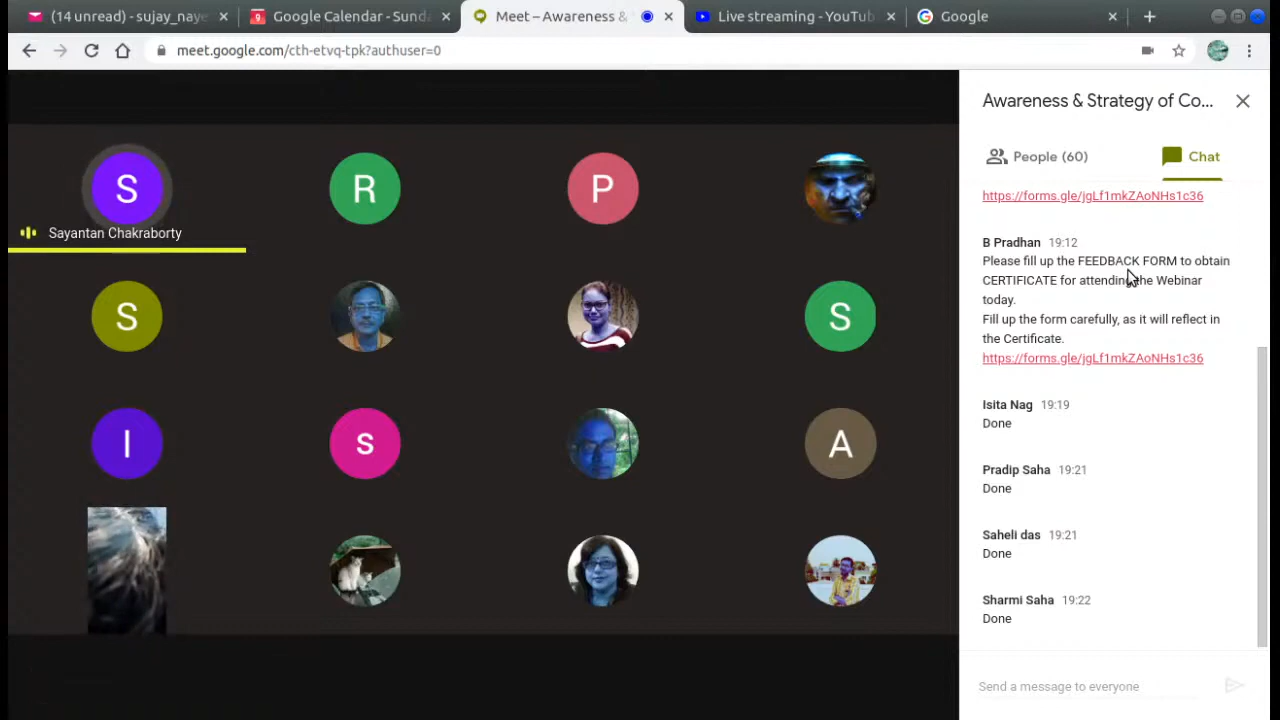 (14 unread) - sujay_naye
Google Calendar - Sund
Meet – Awareness &
Live streaming - YouTub
Google
meet.google.com/cth-etvq-tpk?authuser=0
S
R
P
Sayantan Chakraborty
S
S
I
s
A
Awareness & Strategy of Co...
People (60)
Chat
https://forms.gle/jgLf1mkZAoNHs1c36
B Pradhan 19:12
Please fill up the FEEDBACK FORM to obtain
CERTIFICATE for attending the Webinar
today.
Fill up the form carefully, as it will reflect in
the Certificate.
https://forms.gle/jgLf1mkZAoNHs1c36
Isita Nag 19:19
Done
Pradip Saha 19:21
Done
Saheli das 19:21
Done
Sharmi Saha 19:22
Done
Send a message to everyone